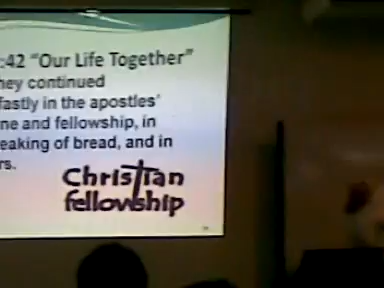 :42 "Our Life Together"
hey continued
fastly in the apostles'
ne and fellowship, in
eaking of bread, and in
rs.
Christian
fellowship